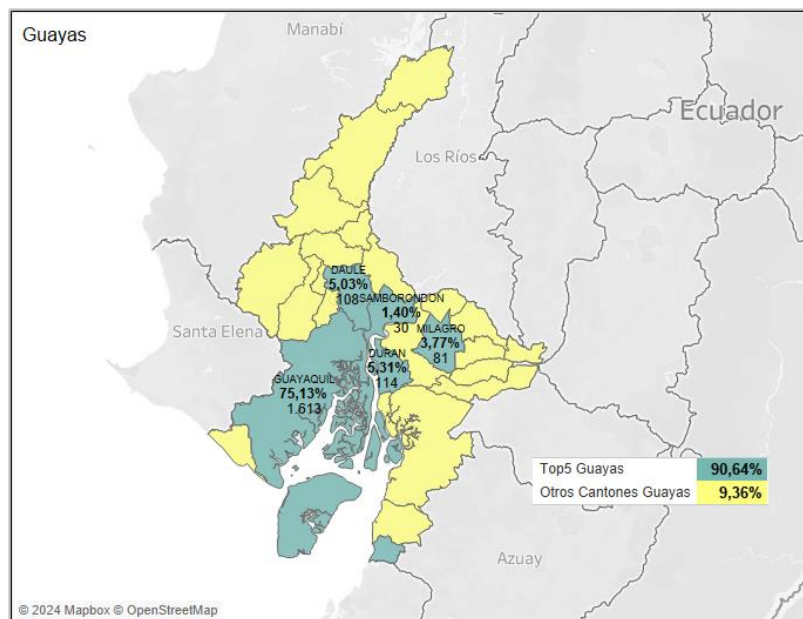 Guayas
Manabí
Ecuador
Los Ríos
DAULE
5,03%
108
SAMBORONDON
1,40%
30
Santa Elena
MILAGRO
3,77%
81
DURAN
5,31%
114
GUAYAQUIL
75,13%
1.613
Top5 Guayas 90,64%
Otros Cantones Guayas 9,36%
Azuay
© 2024 Mapbox © OpenStreetMap